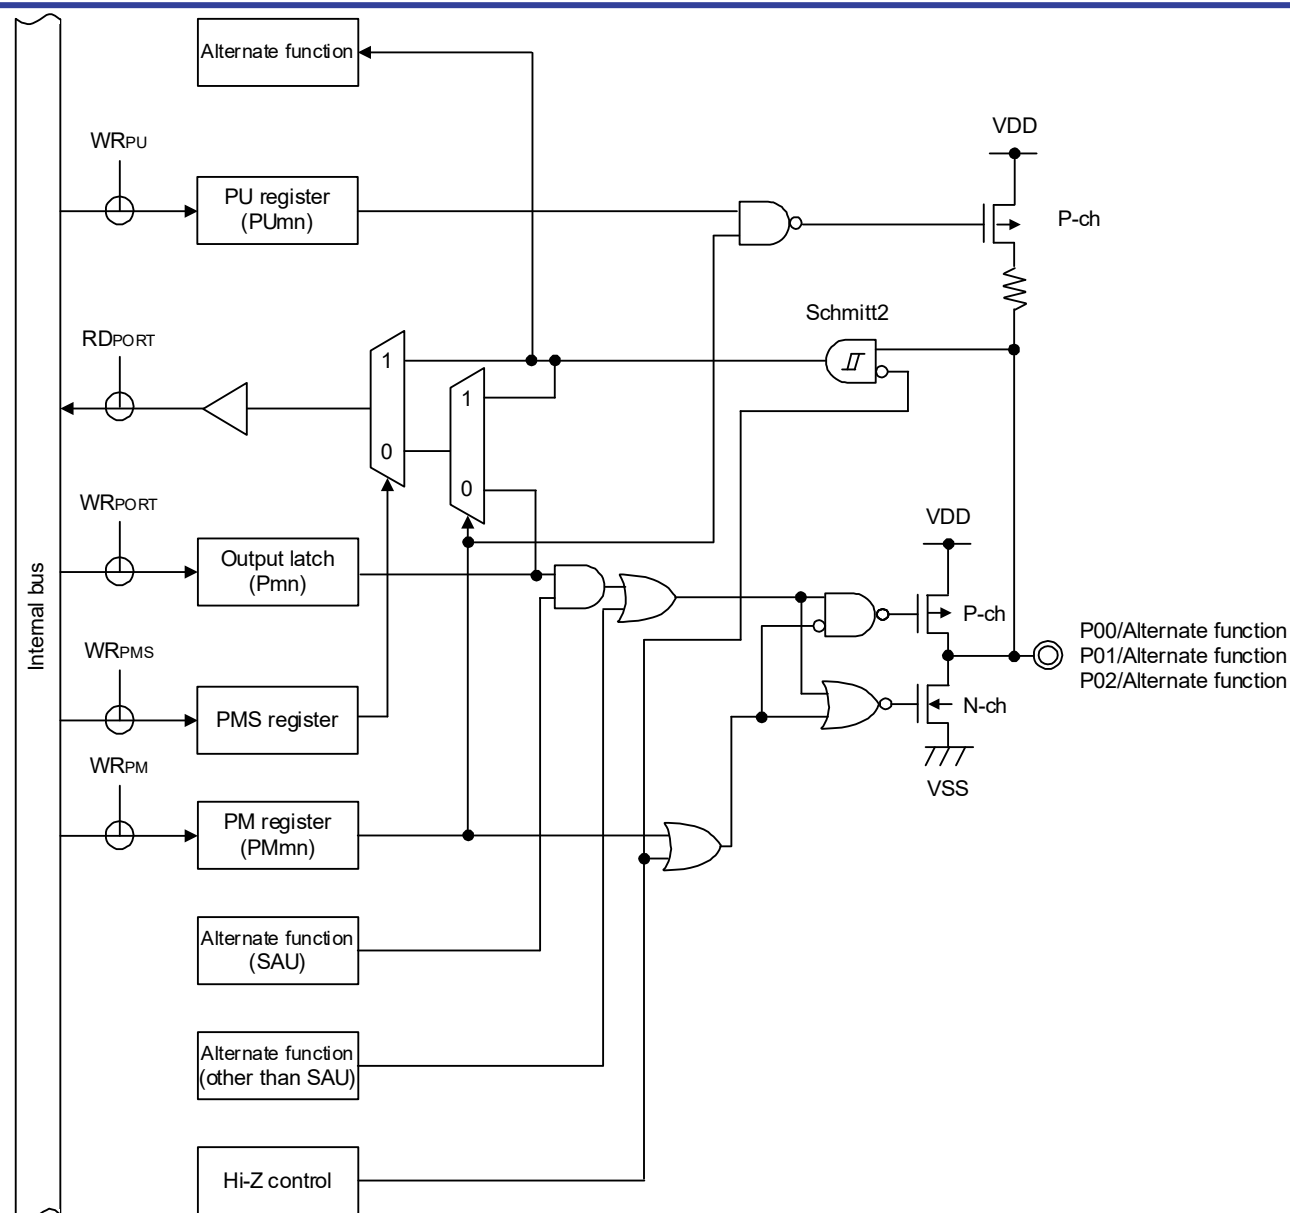 Alternate function
WRPU
PU register
(PUmn)
VDD
P-ch
Schmitt2
RDPORT
1
0
1
0
WRPORT
Output latch
(Pmn)
VDD
P-ch
Internal bus
P00/Alternate function
P01/Alternate function
P02/Alternate function
WRPMS
PMS register
N-ch
VSS
WRPM
PM register
(PMmn)
Alternate function
(SAU)
Alternate function
(other than SAU)
Hi-Z control